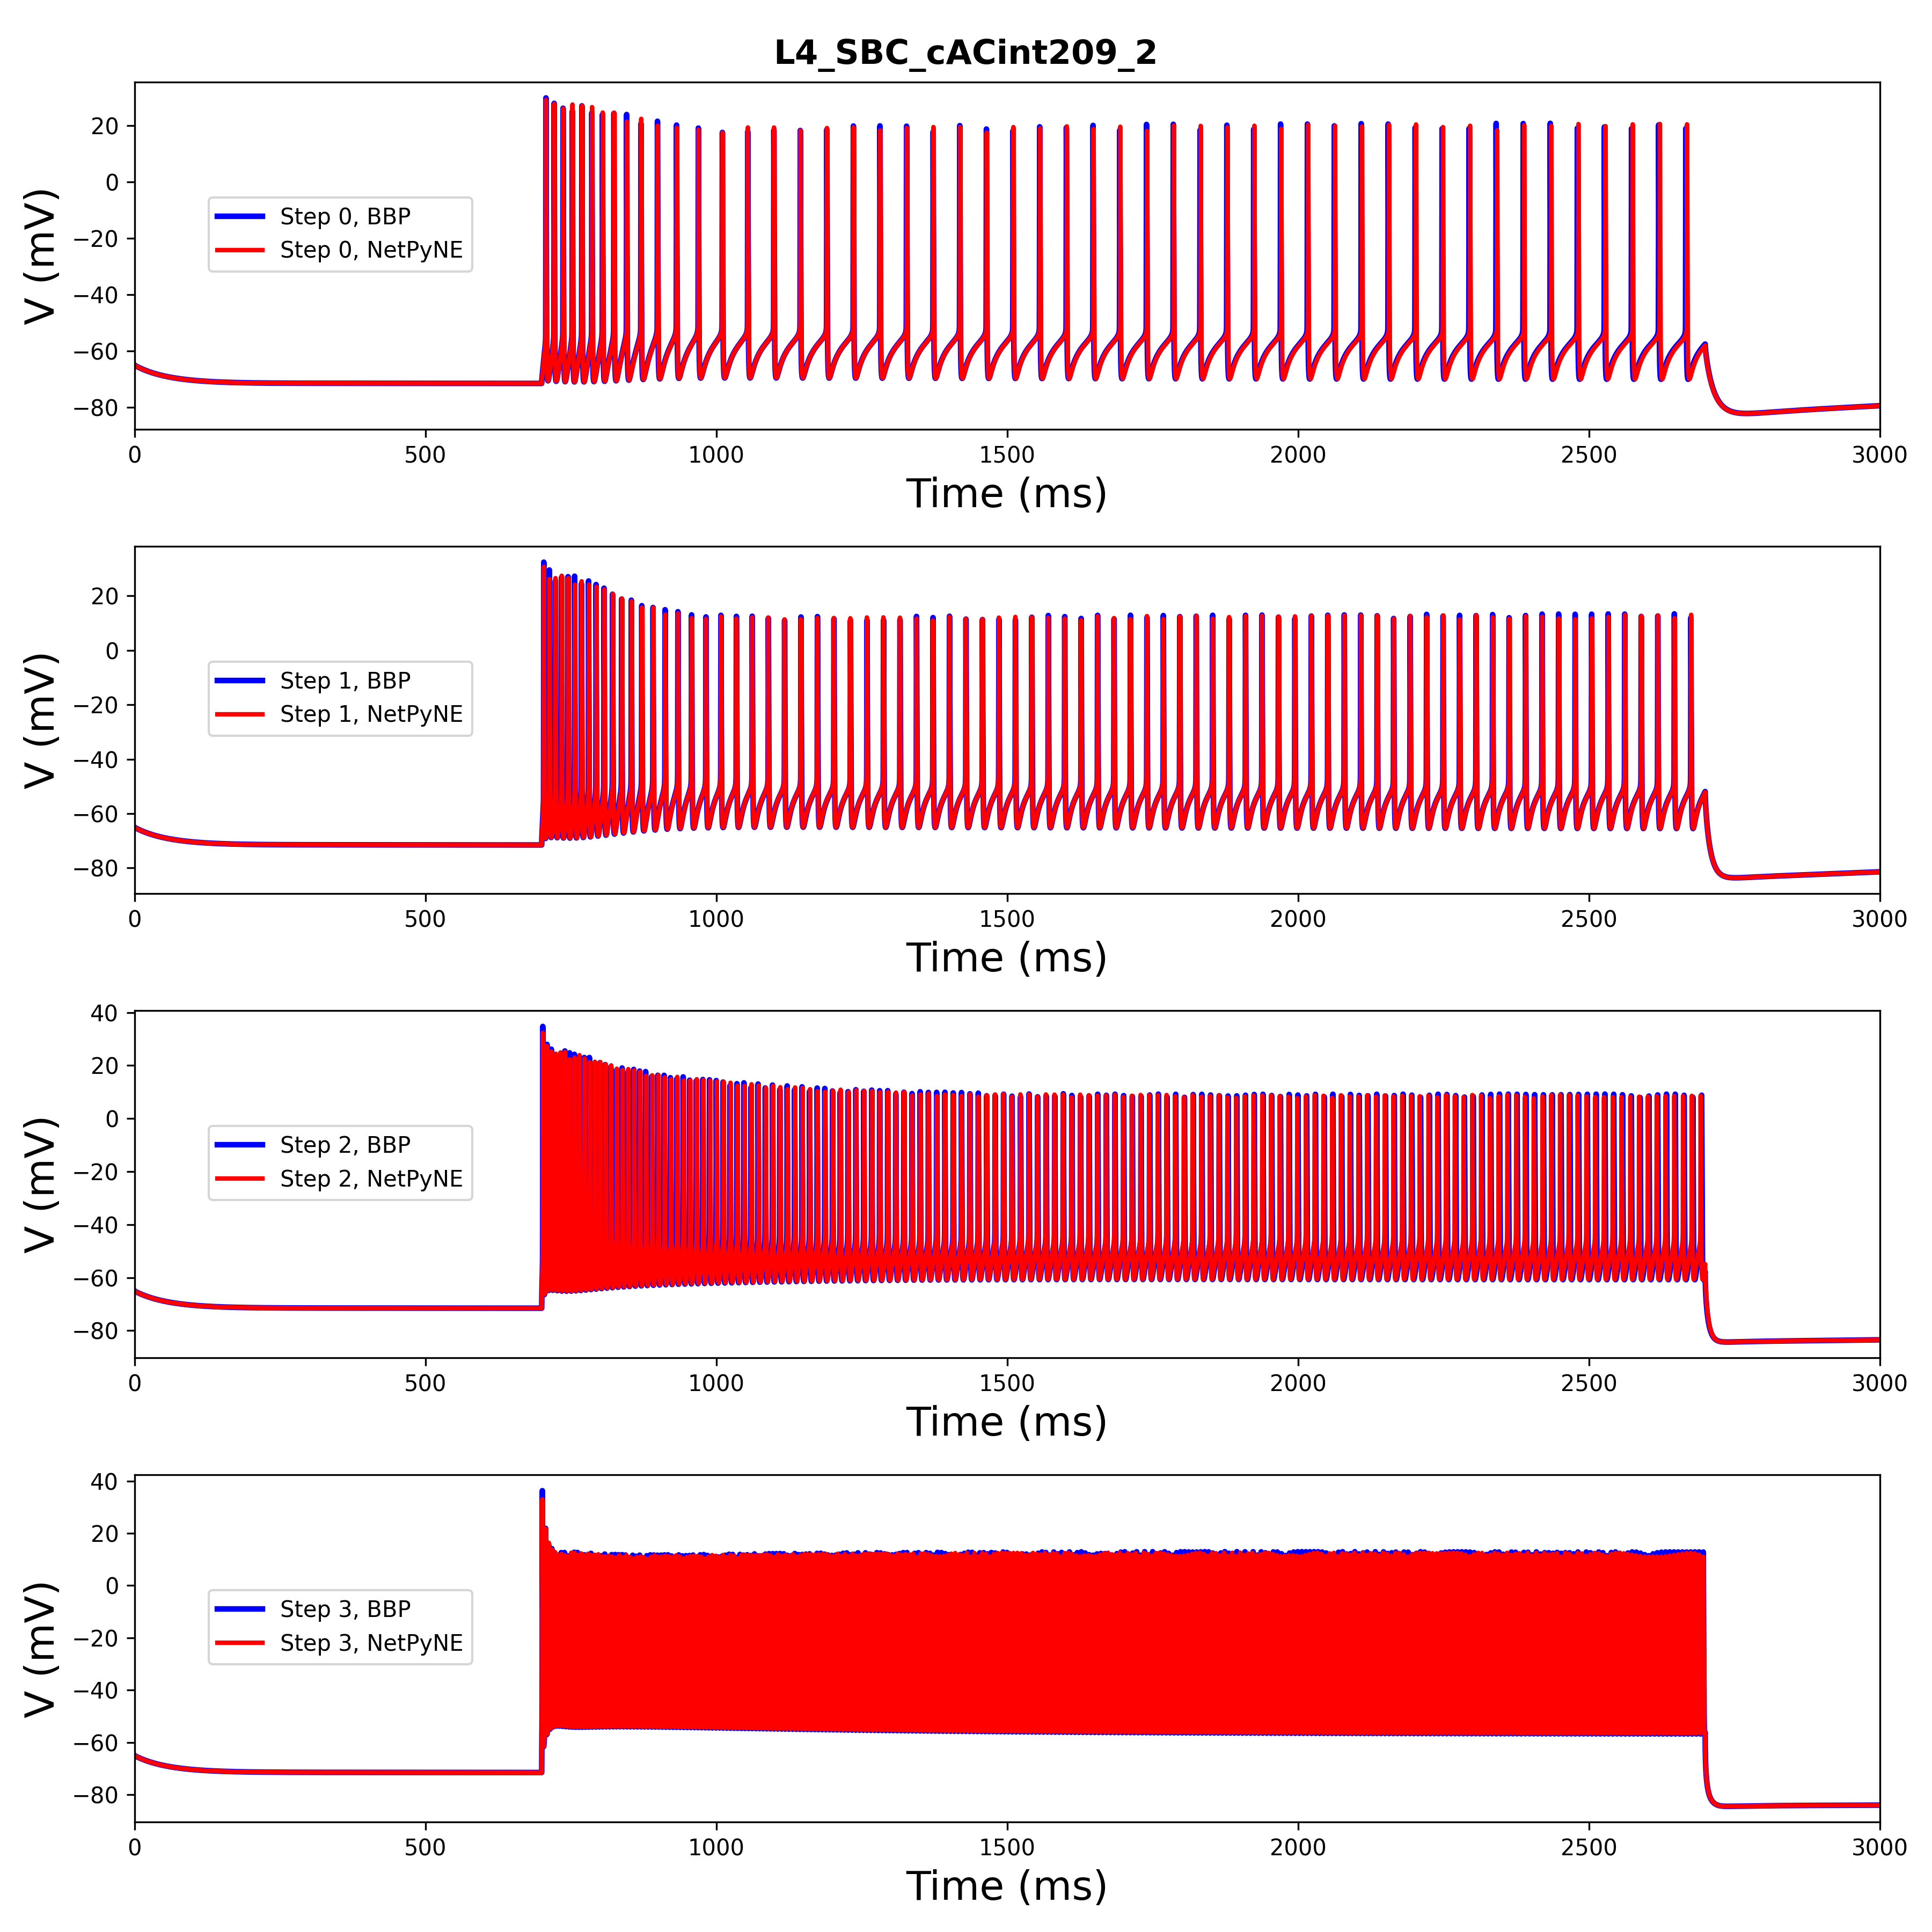 L4_SBC_cACint209_2
20
0
−20
−40
−60
−80
V (mV)
Step 0, BBP
Step 0, NetPyNE
0 500 1000 1500 2000 2500 3000
Time (ms)
20
0
−20
−40
−60
−80
V (mV)
Step 1, BBP
Step 1, NetPyNE
0 500 1000 1500 2000 2500 3000
Time (ms)
40
20
0
−20
−40
−60
−80
V (mV)
Step 2, BBP
Step 2, NetPyNE
0 500 1000 1500 2000 2500 3000
Time (ms)
40
20
0
−20
−40
−60
−80
V (mV)
Step 3, BBP
Step 3, NetPyNE
0 500 1000 1500 2000 2500 3000
Time (ms)